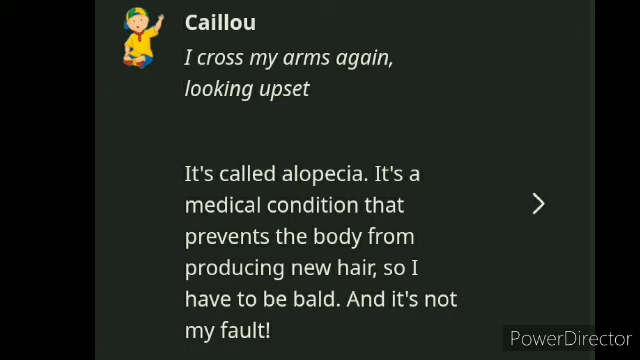 Caillou
I cross my arms again,
looking upset
It's called alopecia. It's a
medical condition that
prevents the body from
producing new hair, so I
have to be bald. And it's not
my fault!
PowerDirector